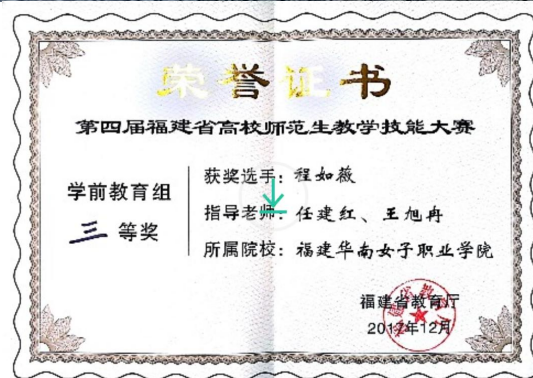 荣誉证书
第四届福建省高校师范生教学技能大赛
学前教育组
三等奖
获奖选手：程如薇
指导老师：任建红、王旭冉
所属院校：福建华南女子职业学院
福建省教育厅
2017年12月